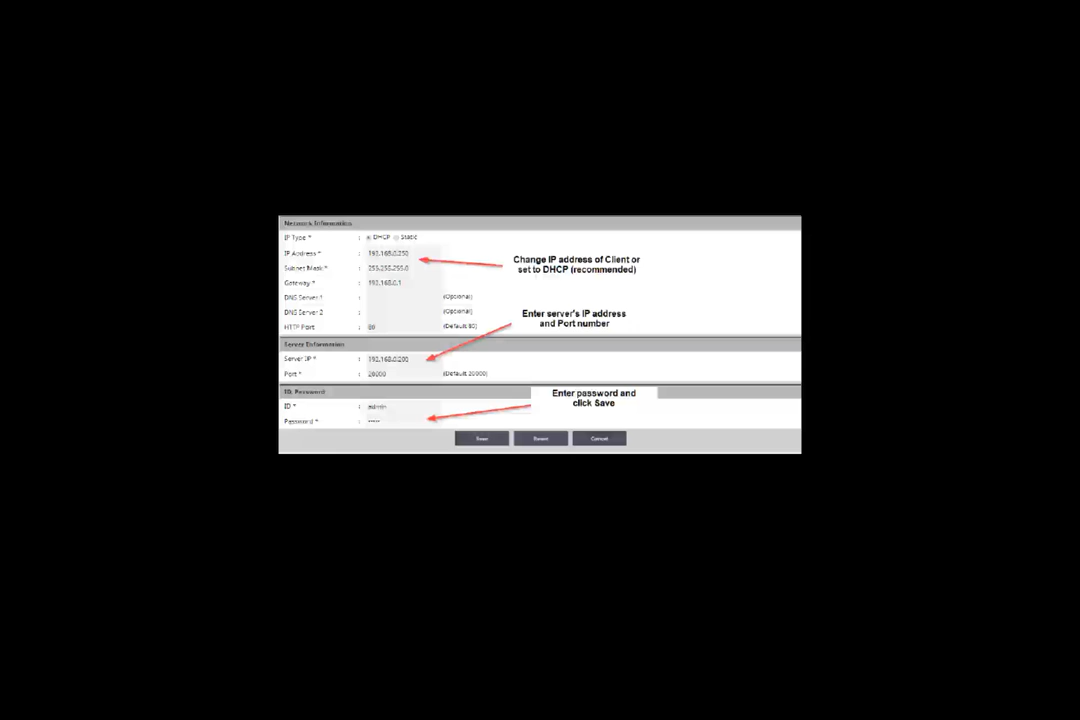 Network Information
IP Type * : DHCP Static
IP Address * : 192.168.0.250
Change IP address of Client or
set to DHCP (recommended)
Subnet Mask * : 255.255.255.0
Gateway * : 192.168.0.1
DNS Server 1 : (Optional)
DNS Server 2 : (Optional)
Enter server's IP address
and Port number
HTTP Port : 80 (Default 80)
Server Information
Server IP * : 192.168.0.200
Port * : 20000 (Default 20000)
ID, Password
Enter password and
click Save
ID * : admin
Password * : •••••
Save Reset Cancel